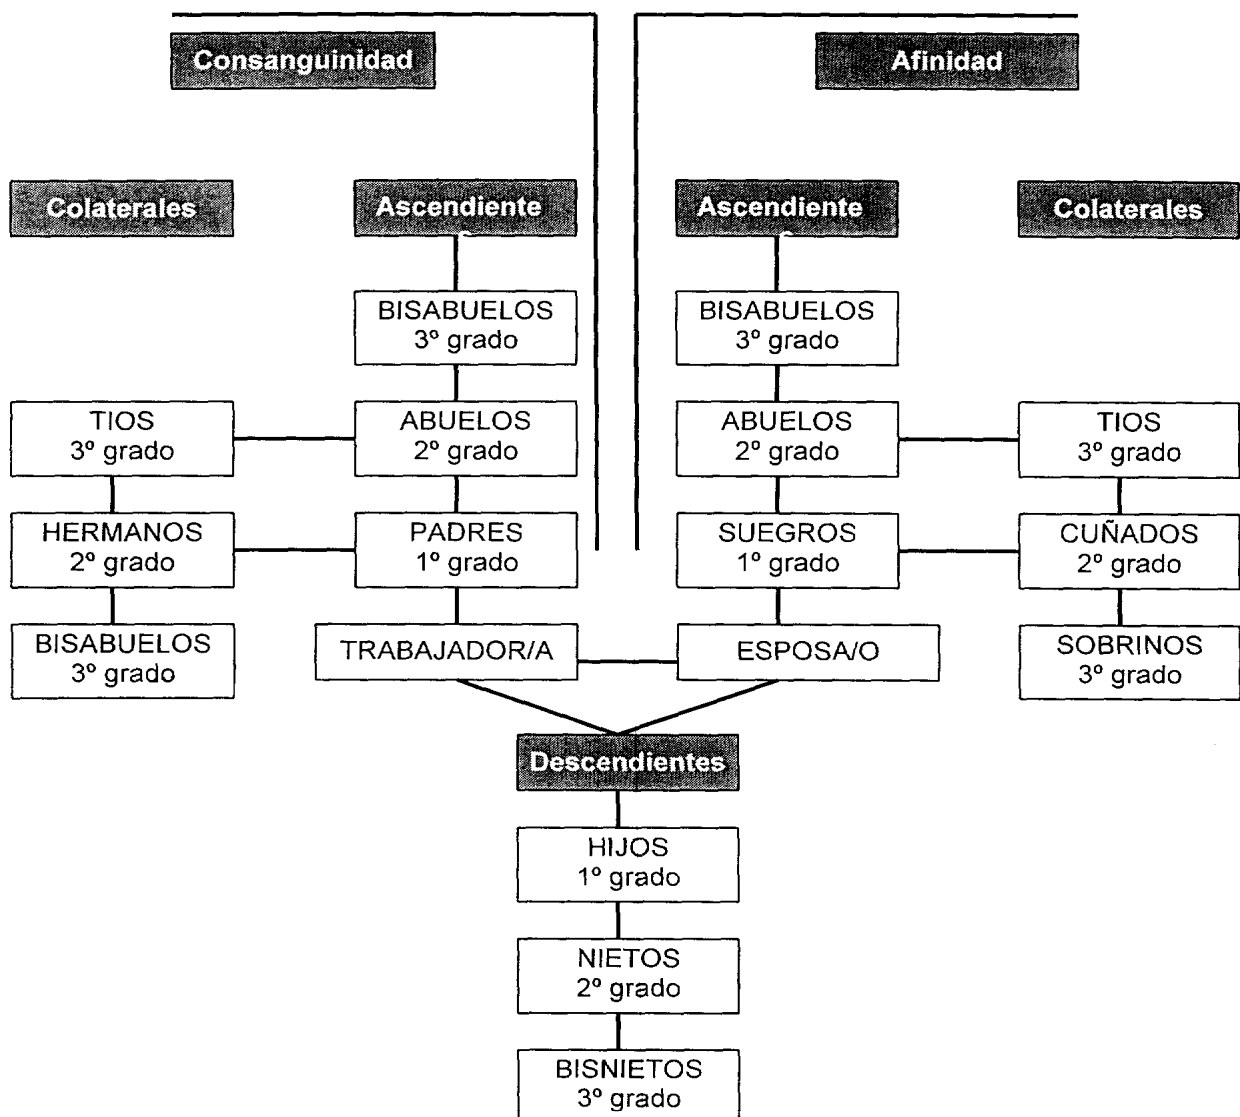 Consanguinidad
Afinidad
Colaterales
Ascendiente
Ascendiente
Colaterales
BISABUELOS
3º grado
BISABUELOS
3º grado
TIOS
3º grado
ABUELOS
2º grado
ABUELOS
2º grado
TIOS
3º grado
HERMANOS
2º grado
PADRES
1º grado
SUEGROS
1º grado
CUÑADOS
2º grado
BISABUELOS
3º grado
TRABAJADOR/A
ESPOSA/O
SOBRINOS
3º grado
Descendientes
HIJOS
1º grado
NIETOS
2º grado
BISNIETOS
3º grado